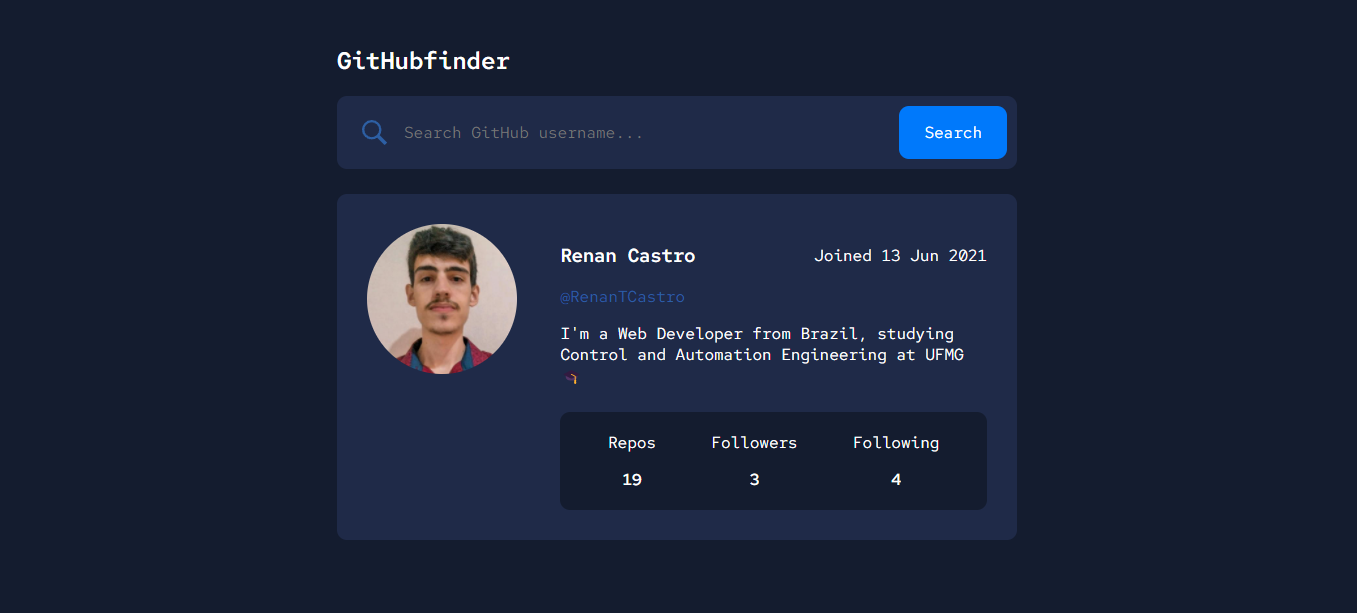 GitHubfinder
Search GitHub username...
Search
Renan Castro
Joined 13 Jun 2021
@RenanTCastro
I'm a Web Developer from Brazil, studying
Control and Automation Engineering at UFMG
🎓
Repos
Followers
Following
19
3
4